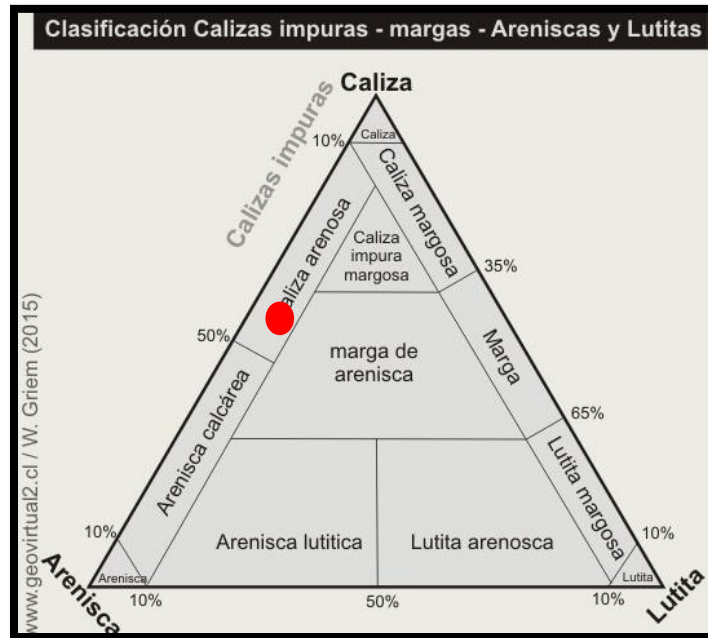 Clasificación Calizas impuras - margas - Areniscas y Lutitas
Caliza
Calizas impuras
10%
Caliza
Caliza margosa
aliza arenosa
Caliza
impura
margosa
35%
50%
marga de
arenisca
Marga
Arenisca calcárea
65%
Lutita margosa
10%
Arenisca lutitica
Lutita arenosca
10%
Arenisca
Arenisca
Lutita
Lutita
10%
50%
10%
www.geovirtual2.cl / W. Griem (2015)